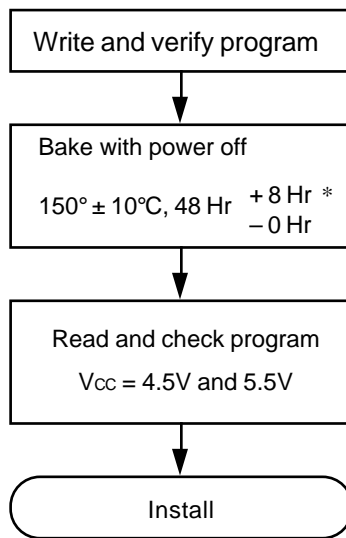 Write and verify program
Bake with power off
150° ± 10°C, 48 Hr + 8 Hr *
– 0 Hr
Read and check program
VCC = 4.5V and 5.5V
Install